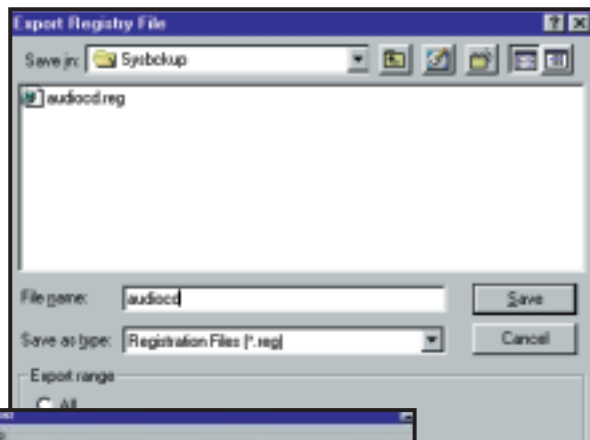 Export Registry File
Save in: Sysbckup
audiocd.reg
File name: audiocd
Save
Save as type: Registration Files (*.reg)
Cancel
Export range
All